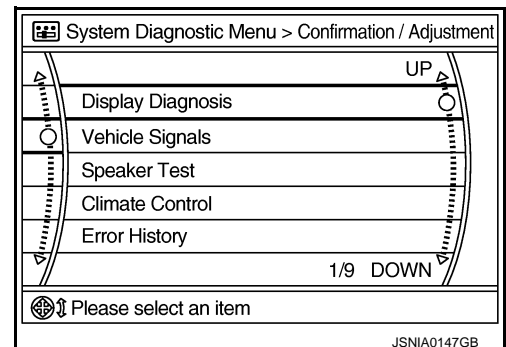 System Diagnostic Menu > Confirmation / Adjustment
UP
Display Diagnosis
Vehicle Signals
Speaker Test
Climate Control
Error History
1/9 DOWN
Please select an item
JSNIA0147GB